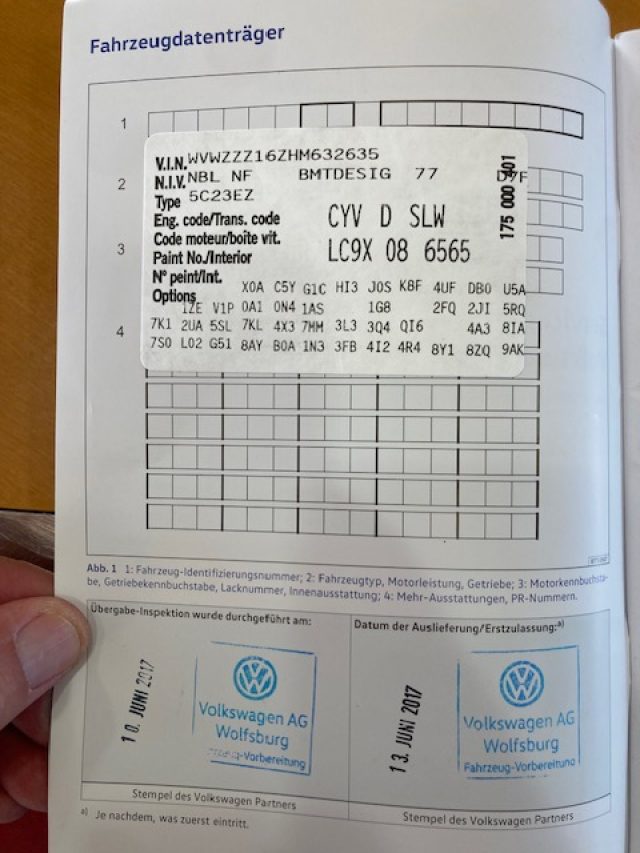 Fahrzeugdatenträger
1
V.I.N. WVWZZZ16ZHM632635
2
N.I.V. NBL NF BMTDESIG 77 D7F
Type 5C23EZ
175 000
Eng. code/Trans. code CYV D SLW
Code moteur/boite vit.
3
Paint No./Interior LC9X 08 6565
N° peint/Int.
Options X0A C5Y G1C HI3 J0S K8F 4UF DB0 U5A
1ZE V1P 0A1 0N4 1AS 1G8 2FQ 2JI 5RQ
4
7K1 2UA 5SL 7KL 4X3 7MM 3L3 3Q4 QI6 4A3 8IA
7S0 L02 G51 8AY B0A 1N3 3FB 4I2 4R4 8Y1 8ZQ 9AK
Abb. 1 1: Fahrzeug-Identifizierungsnummer; 2: Fahrzeugtyp, Motorleistung, Getriebe; 3: Motorkennbuchsta-
be, Getriebekennbuchstabe, Lacknummer, Innenausstattung; 4: Mehr-Ausstattungen, PR-Nummern.
Übergabe-Inspektion wurde durchgeführt am:
10. JUNI 2017
Volkswagen AG
Wolfsburg
-Vorbereitung
Stempel des Volkswagen Partners
Datum der Auslieferung/Erstzulassung:a)
13. JUNI 2017
Volkswagen AG
Wolfsburg
Fahrzeug-Vorbereitung
Stempel des Volkswagen Partners
a) Je nachdem, was zuerst eintritt.